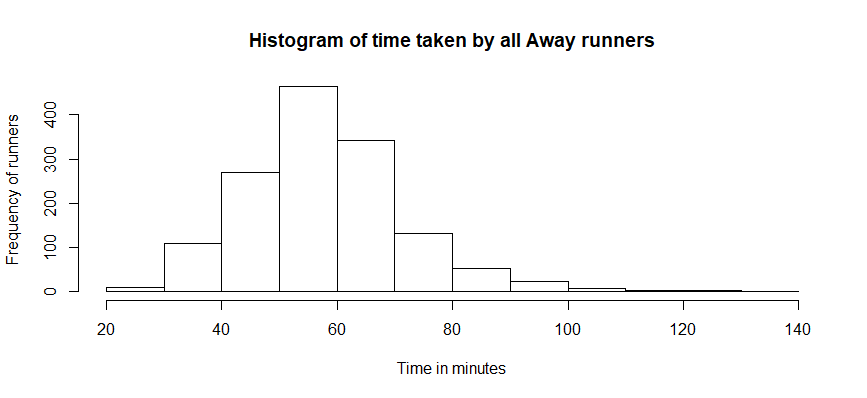 Histogram of time taken by all Away runners
Frequency of runners
400
300
200
100
0
20 40 60 80 100 120 140
Time in minutes